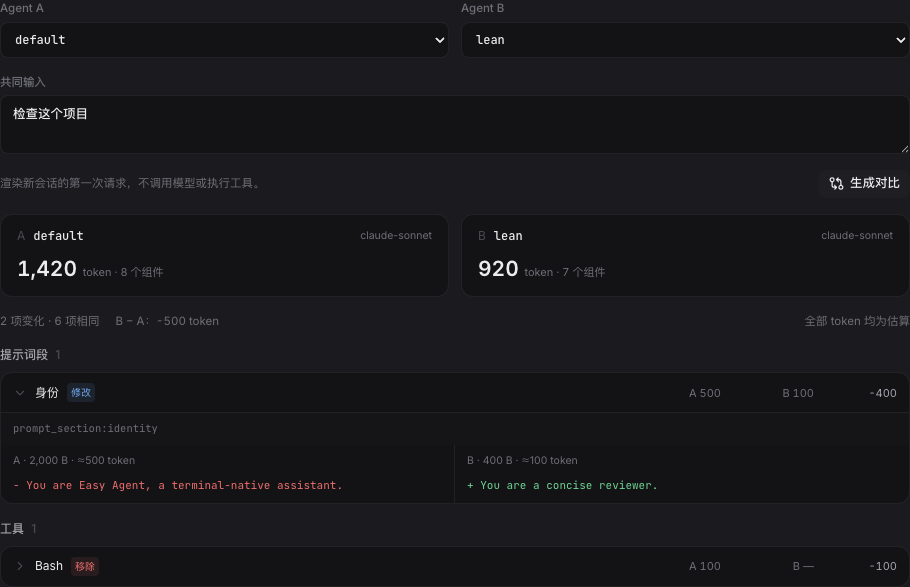 Agent A Agent B
default lean
共同输入
检查这个项目
渲染新会话的第一次请求，不调用模型或执行工具。 生成对比
A default claude-sonnet B lean claude-sonnet
1,420 token · 8 个组件 920 token · 7 个组件
2 项变化 · 6 项相同 B − A: -500 token 全部 token 均为估算
提示词段 1
身份 修改 A 500 B 100 -400
prompt_section:identity
A · 2,000 B · ≈500 token B · 400 B · ≈100 token
- You are Easy Agent, a terminal-native assistant. + You are a concise reviewer.
工具 1
Bash 移除 A 100 B — -100